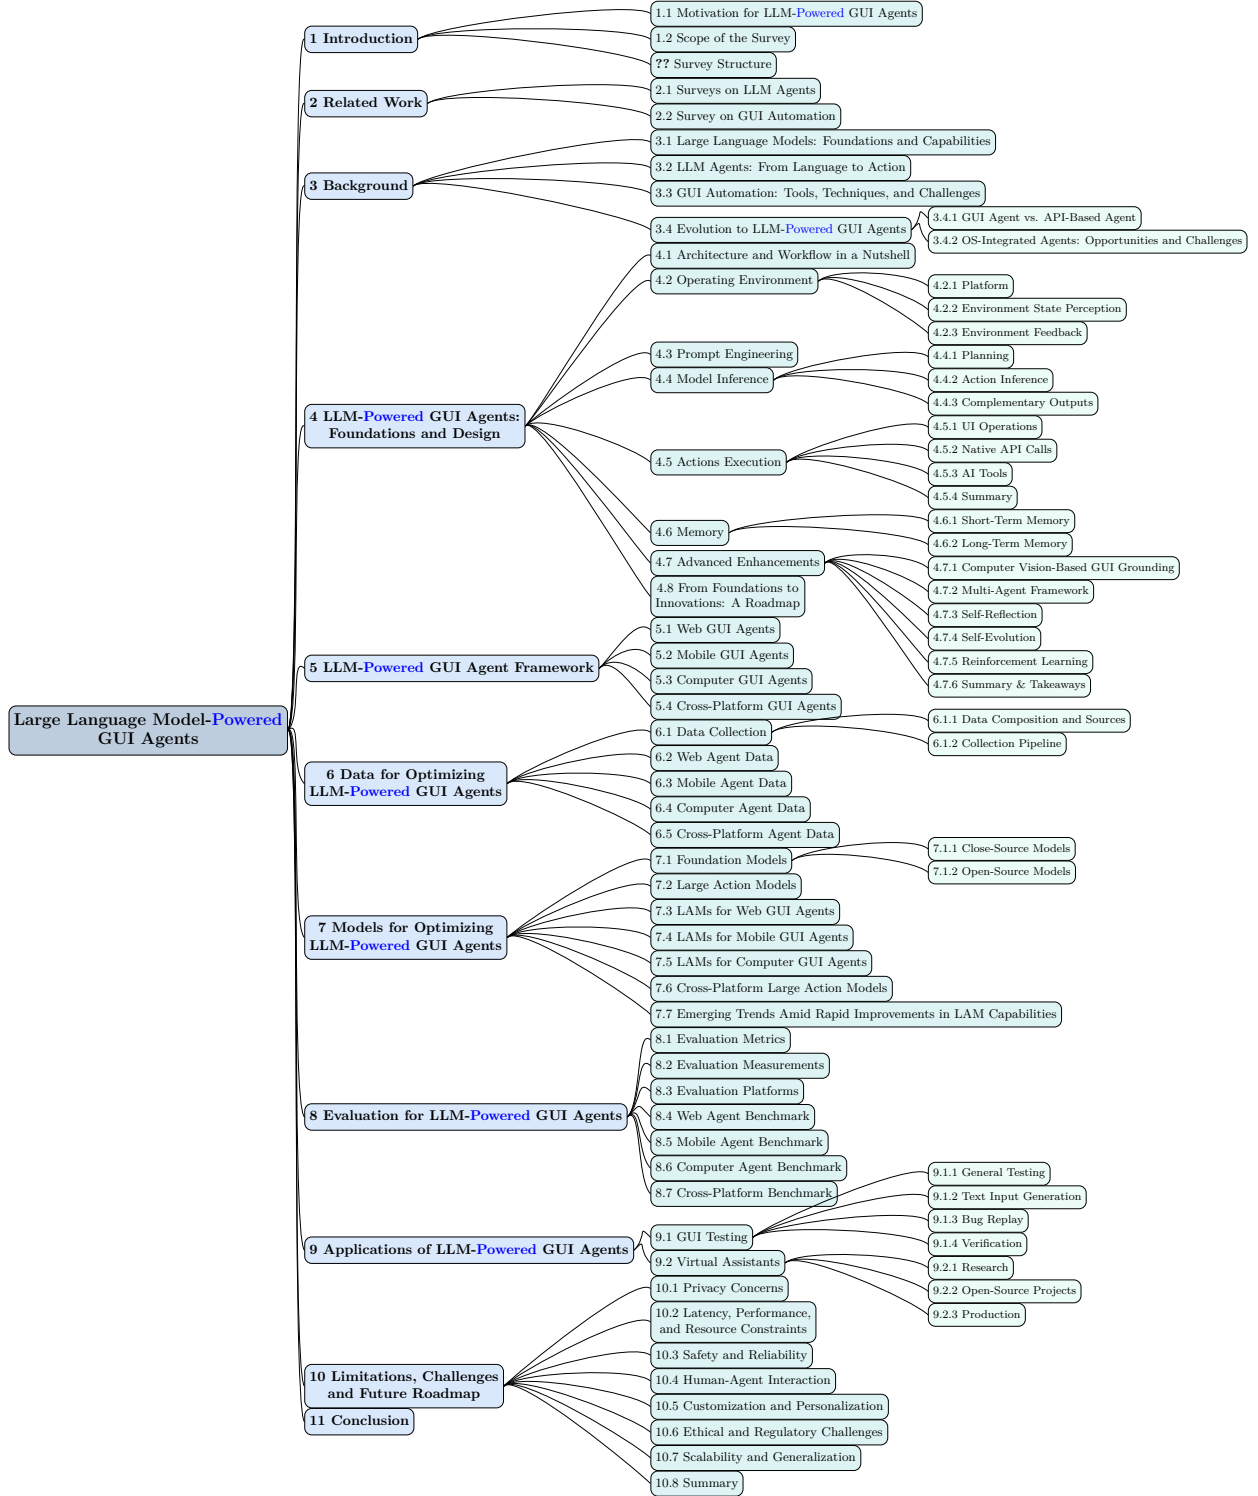 Large Language Model-Powered
GUI Agents
1 Introduction
1.1 Motivation for LLM-Powered GUI Agents
1.2 Scope of the Survey
?? Survey Structure
2 Related Work
2.1 Surveys on LLM Agents
2.2 Survey on GUI Automation
3 Background
3.1 Large Language Models: Foundations and Capabilities
3.2 LLM Agents: From Language to Action
3.3 GUI Automation: Tools, Techniques, and Challenges
3.4 Evolution to LLM-Powered GUI Agents
3.4.1 GUI Agent vs. API-Based Agent
3.4.2 OS-Integrated Agents: Opportunities and Challenges
4 LLM-Powered GUI Agents:
Foundations and Design
4.1 Architecture and Workflow in a Nutshell
4.2 Operating Environment
4.2.1 Platform
4.2.2 Environment State Perception
4.2.3 Environment Feedback
4.3 Prompt Engineering
4.4 Model Inference
4.4.1 Planning
4.4.2 Action Inference
4.4.3 Complementary Outputs
4.5 Actions Execution
4.5.1 UI Operations
4.5.2 Native API Calls
4.5.3 AI Tools
4.5.4 Summary
4.6 Memory
4.6.1 Short-Term Memory
4.6.2 Long-Term Memory
4.7 Advanced Enhancements
4.7.1 Computer Vision-Based GUI Grounding
4.7.2 Multi-Agent Framework
4.7.3 Self-Reflection
4.7.4 Self-Evolution
4.7.5 Reinforcement Learning
4.7.6 Summary & Takeaways
4.8 From Foundations to
Innovations: A Roadmap
5 LLM-Powered GUI Agent Framework
5.1 Web GUI Agents
5.2 Mobile GUI Agents
5.3 Computer GUI Agents
5.4 Cross-Platform GUI Agents
6 Data for Optimizing
LLM-Powered GUI Agents
6.1 Data Collection
6.1.1 Data Composition and Sources
6.1.2 Collection Pipeline
6.2 Web Agent Data
6.3 Mobile Agent Data
6.4 Computer Agent Data
6.5 Cross-Platform Agent Data
7 Models for Optimizing
LLM-Powered GUI Agents
7.1 Foundation Models
7.1.1 Close-Source Models
7.1.2 Open-Source Models
7.2 Large Action Models
7.3 LAMs for Web GUI Agents
7.4 LAMs for Mobile GUI Agents
7.5 LAMs for Computer GUI Agents
7.6 Cross-Platform Large Action Models
7.7 Emerging Trends Amid Rapid Improvements in LAM Capabilities
8 Evaluation for LLM-Powered GUI Agents
8.1 Evaluation Metrics
8.2 Evaluation Measurements
8.3 Evaluation Platforms
8.4 Web Agent Benchmark
8.5 Mobile Agent Benchmark
8.6 Computer Agent Benchmark
8.7 Cross-Platform Benchmark
9 Applications of LLM-Powered GUI Agents
9.1 GUI Testing
9.1.1 General Testing
9.1.2 Text Input Generation
9.1.3 Bug Replay
9.1.4 Verification
9.2 Virtual Assistants
9.2.1 Research
9.2.2 Open-Source Projects
9.2.3 Production
10 Limitations, Challenges
and Future Roadmap
10.1 Privacy Concerns
10.2 Latency, Performance,
and Resource Constraints
10.3 Safety and Reliability
10.4 Human-Agent Interaction
10.5 Customization and Personalization
10.6 Ethical and Regulatory Challenges
10.7 Scalability and Generalization
10.8 Summary
11 Conclusion